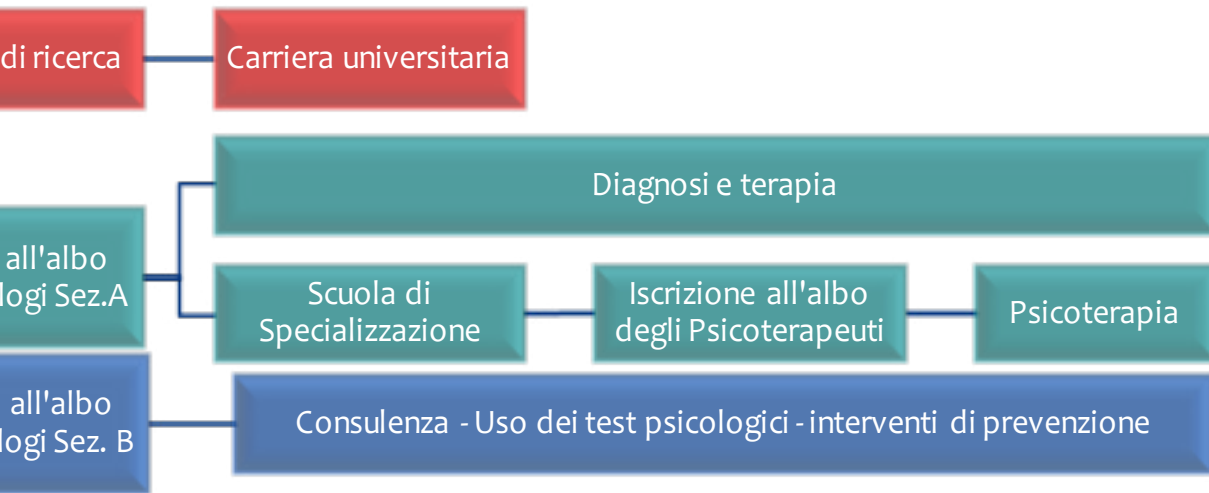 di ricerca
Carriera universitaria
Diagnosi e terapia
all'albo
logi Sez.A
Scuola di
Specializzazione
Iscrizione all'albo
degli Psicoterapeuti
Psicoterapia
all'albo
logi Sez. B
Consulenza - Uso dei test psicologici - interventi di prevenzione